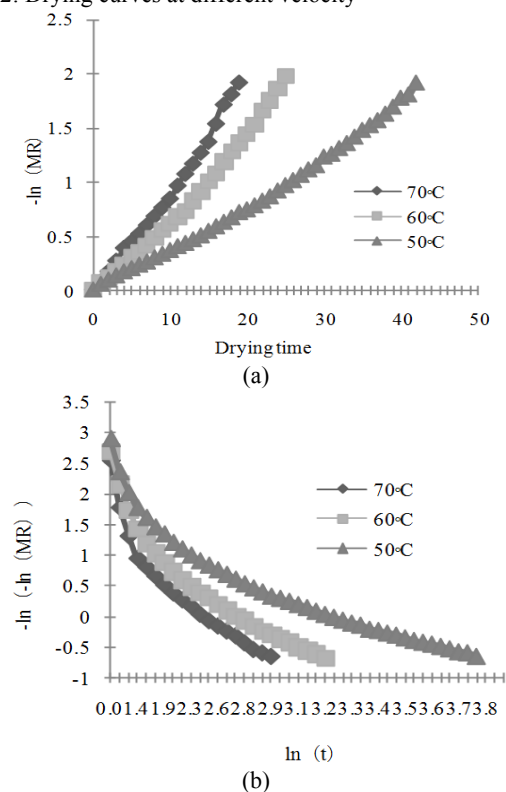 2. Drying curves at different velocity
2.5
2
1.5
1
0.5
0
-ln（MR）
70◦C
60◦C
50◦C
0 10 20 30 40 50
Drying time
(a)
3.5
3
2.5
2
1.5
1
0.5
0
-0.5
-1
-ln（-ln（MR））
70◦C
60◦C
50◦C
0.01.41.92.32.62.82.93.13.23.33.43.53.63.73.8
ln（t）
(b)